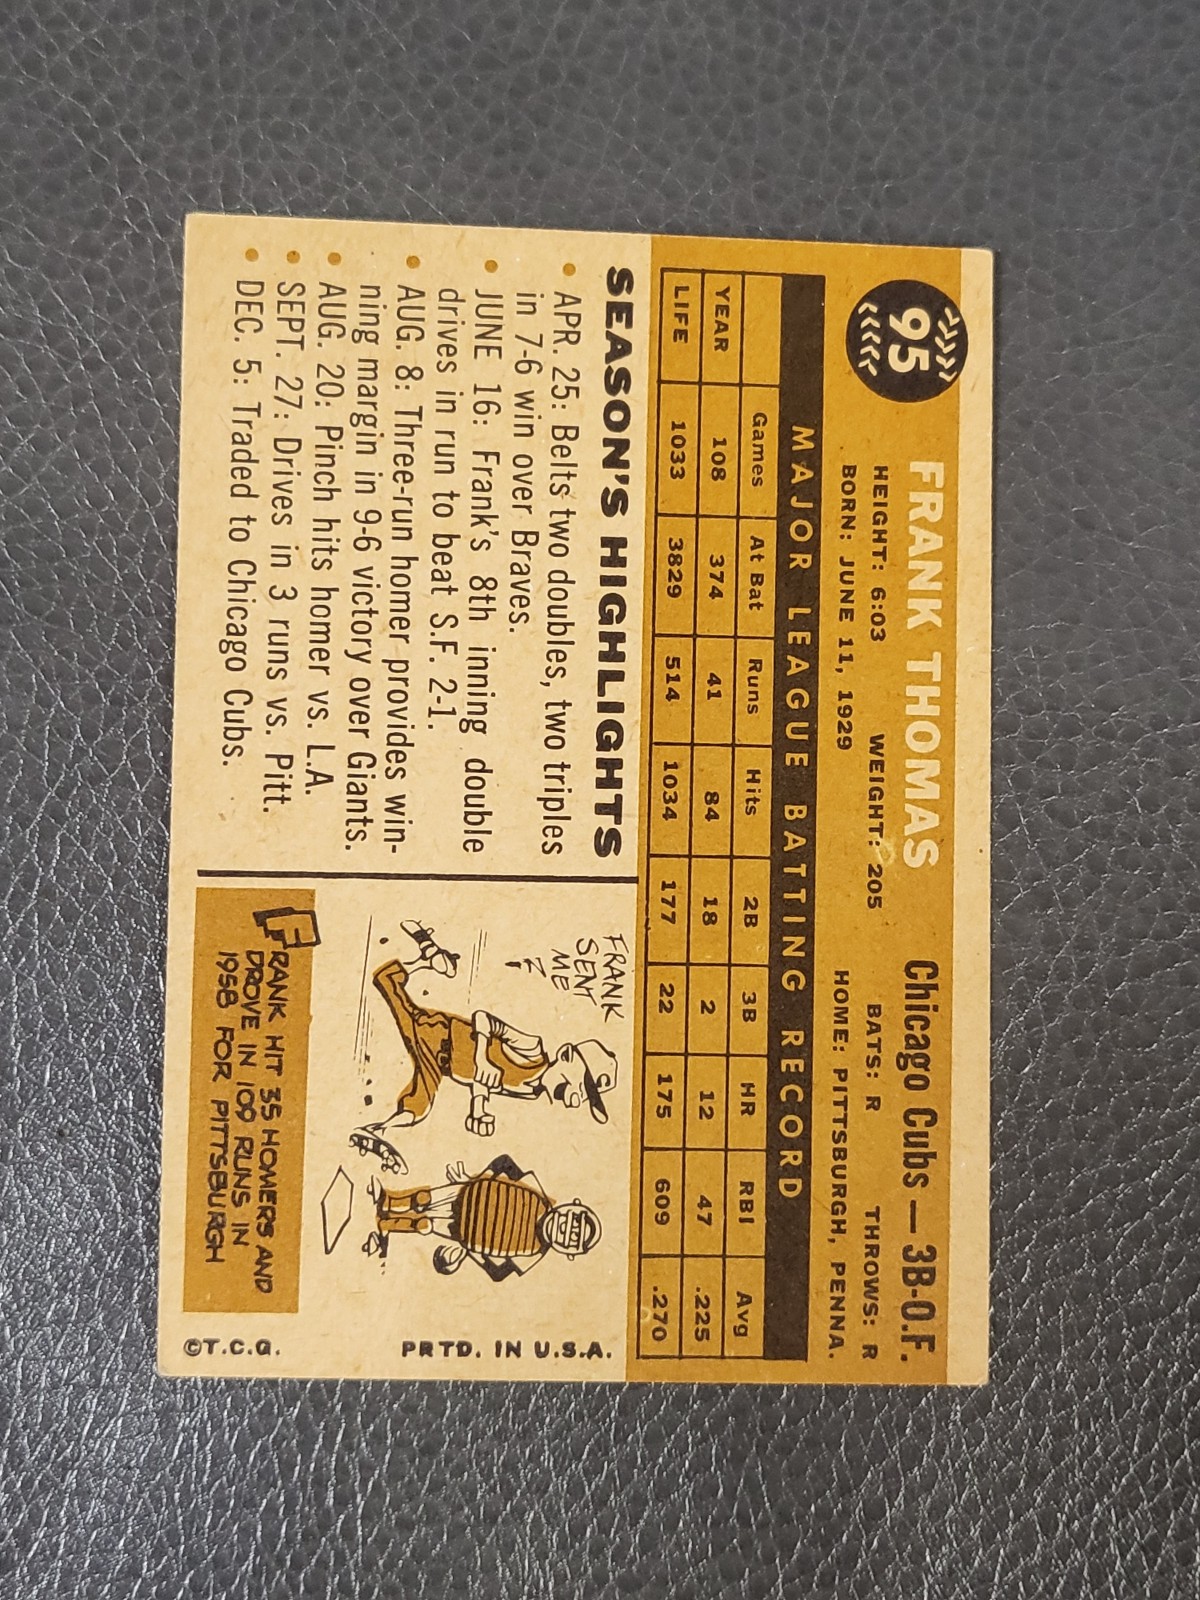 95
FRANK THOMAS Chicago Cubs — 3B-O.F.
HEIGHT: 6:03 WEIGHT: 205 BATS: R THROWS: R
BORN: JUNE 11, 1929 HOME: PITTSBURGH, PENNA.
MAJOR LEAGUE BATTING RECORD
Games At Bat Runs Hits 2B 3B HR RBI Avg
YEAR 108 374 41 84 18 2 12 47 .225
LIFE 1033 3829 514 1034 177 22 175 609 .270
SEASON'S HIGHLIGHTS
• APR. 25: Belts two doubles, two triples
in 7-6 win over Braves.
• JUNE 16: Frank's 8th inning double
drives in run to beat S.F. 2-1.
• AUG. 8: Three-run homer provides win-
ning margin in 9-6 victory over Giants.
• AUG. 20: Pinch hits homer vs. L.A.
• SEPT. 27: Drives in 3 runs vs. Pitt.
• DEC. 5: Traded to Chicago Cubs.
FRANK
SENT
ME
FRANK HIT 35 HOMERS AND
DROVE IN 109 RUNS IN
1958 FOR PITTSBURGH
PRTD. IN U.S.A.
©T.C.G.